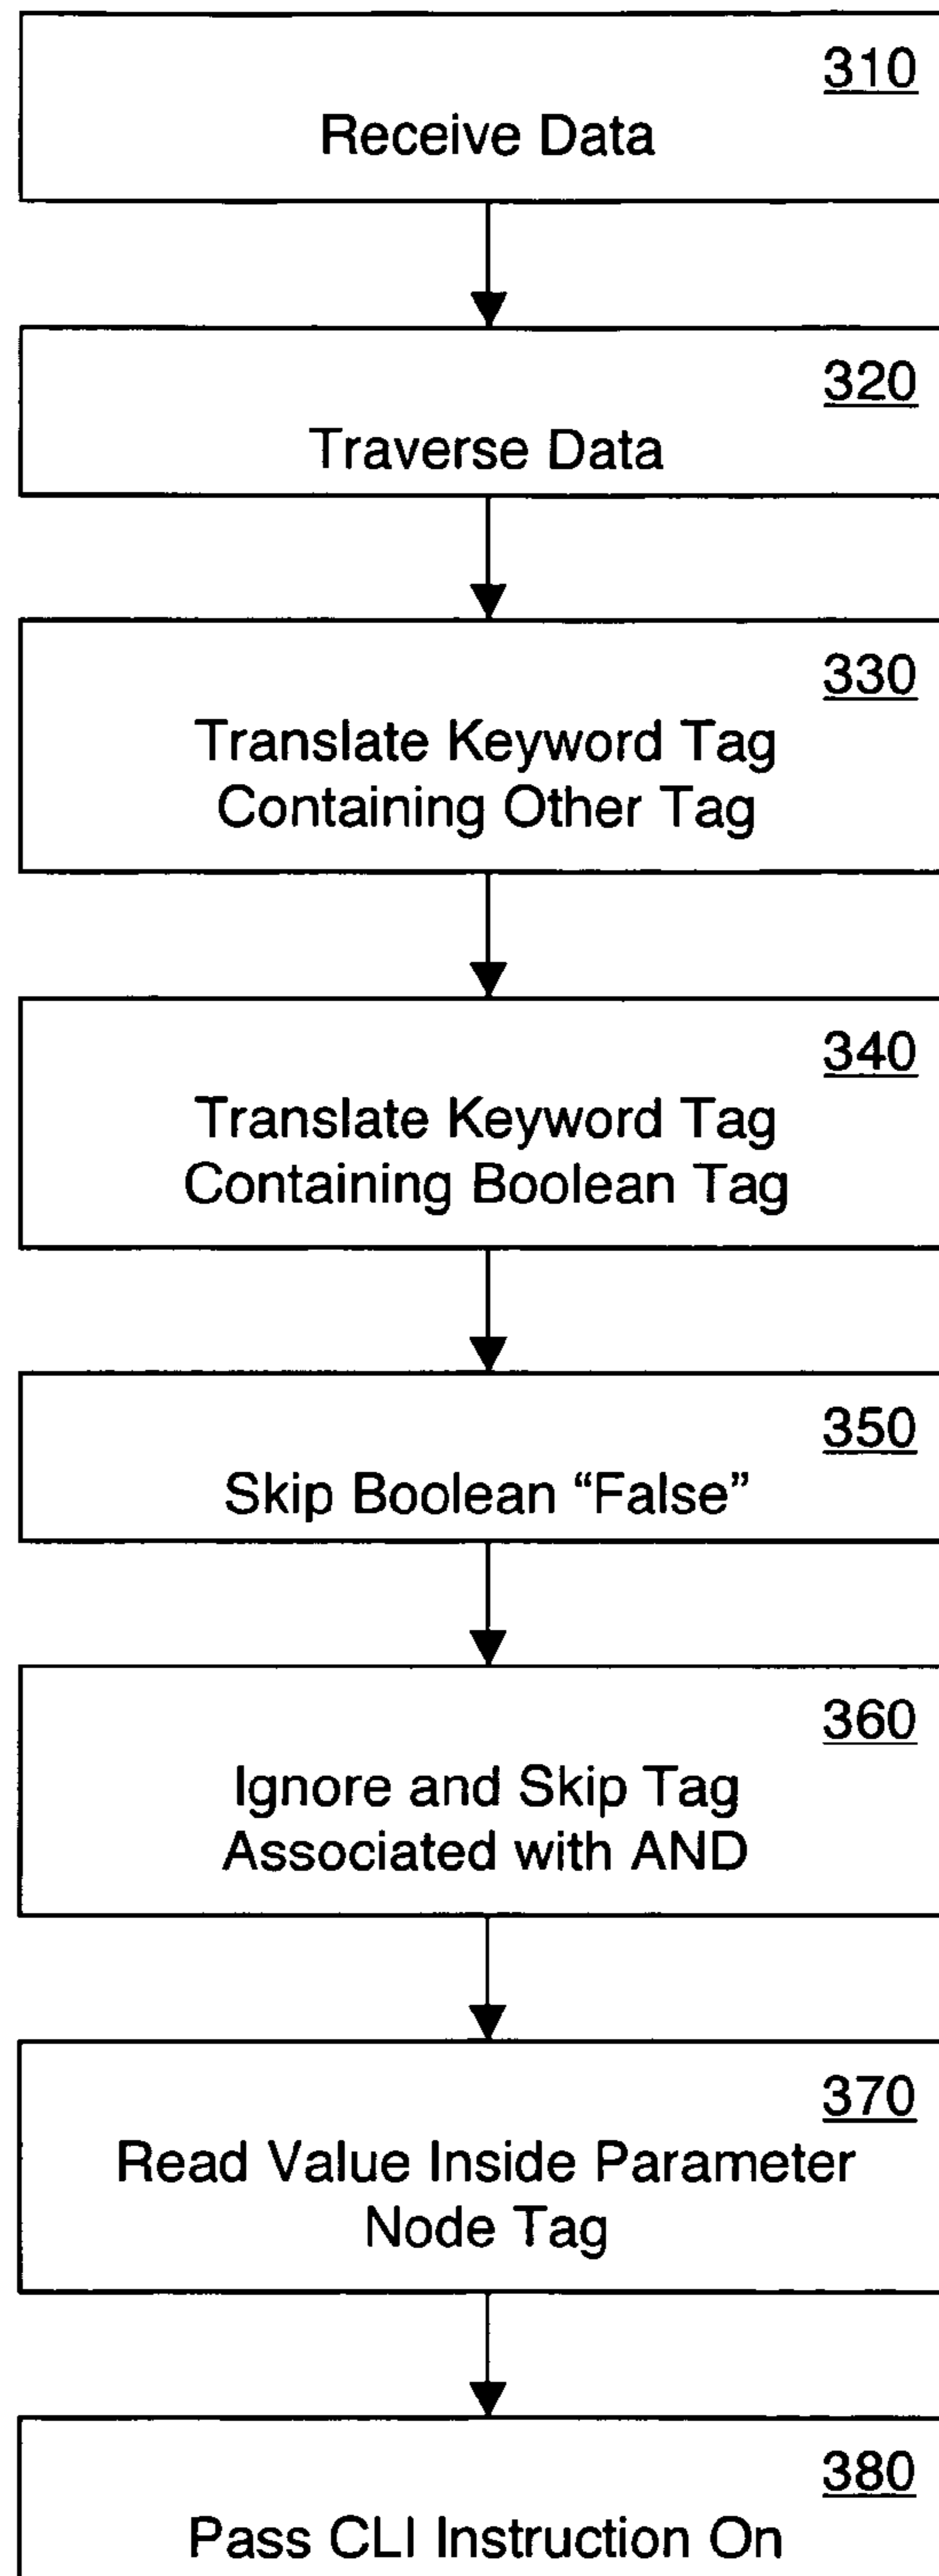 310
Receive Data
320
Traverse Data
330
Translate Keyword Tag
Containing Other Tag
340
Translate Keyword Tag
Containing Boolean Tag
350
Skip Boolean “False”
360
Ignore and Skip Tag
Associated with AND
370
Read Value Inside Parameter
Node Tag
380
Pass CLI Instruction On